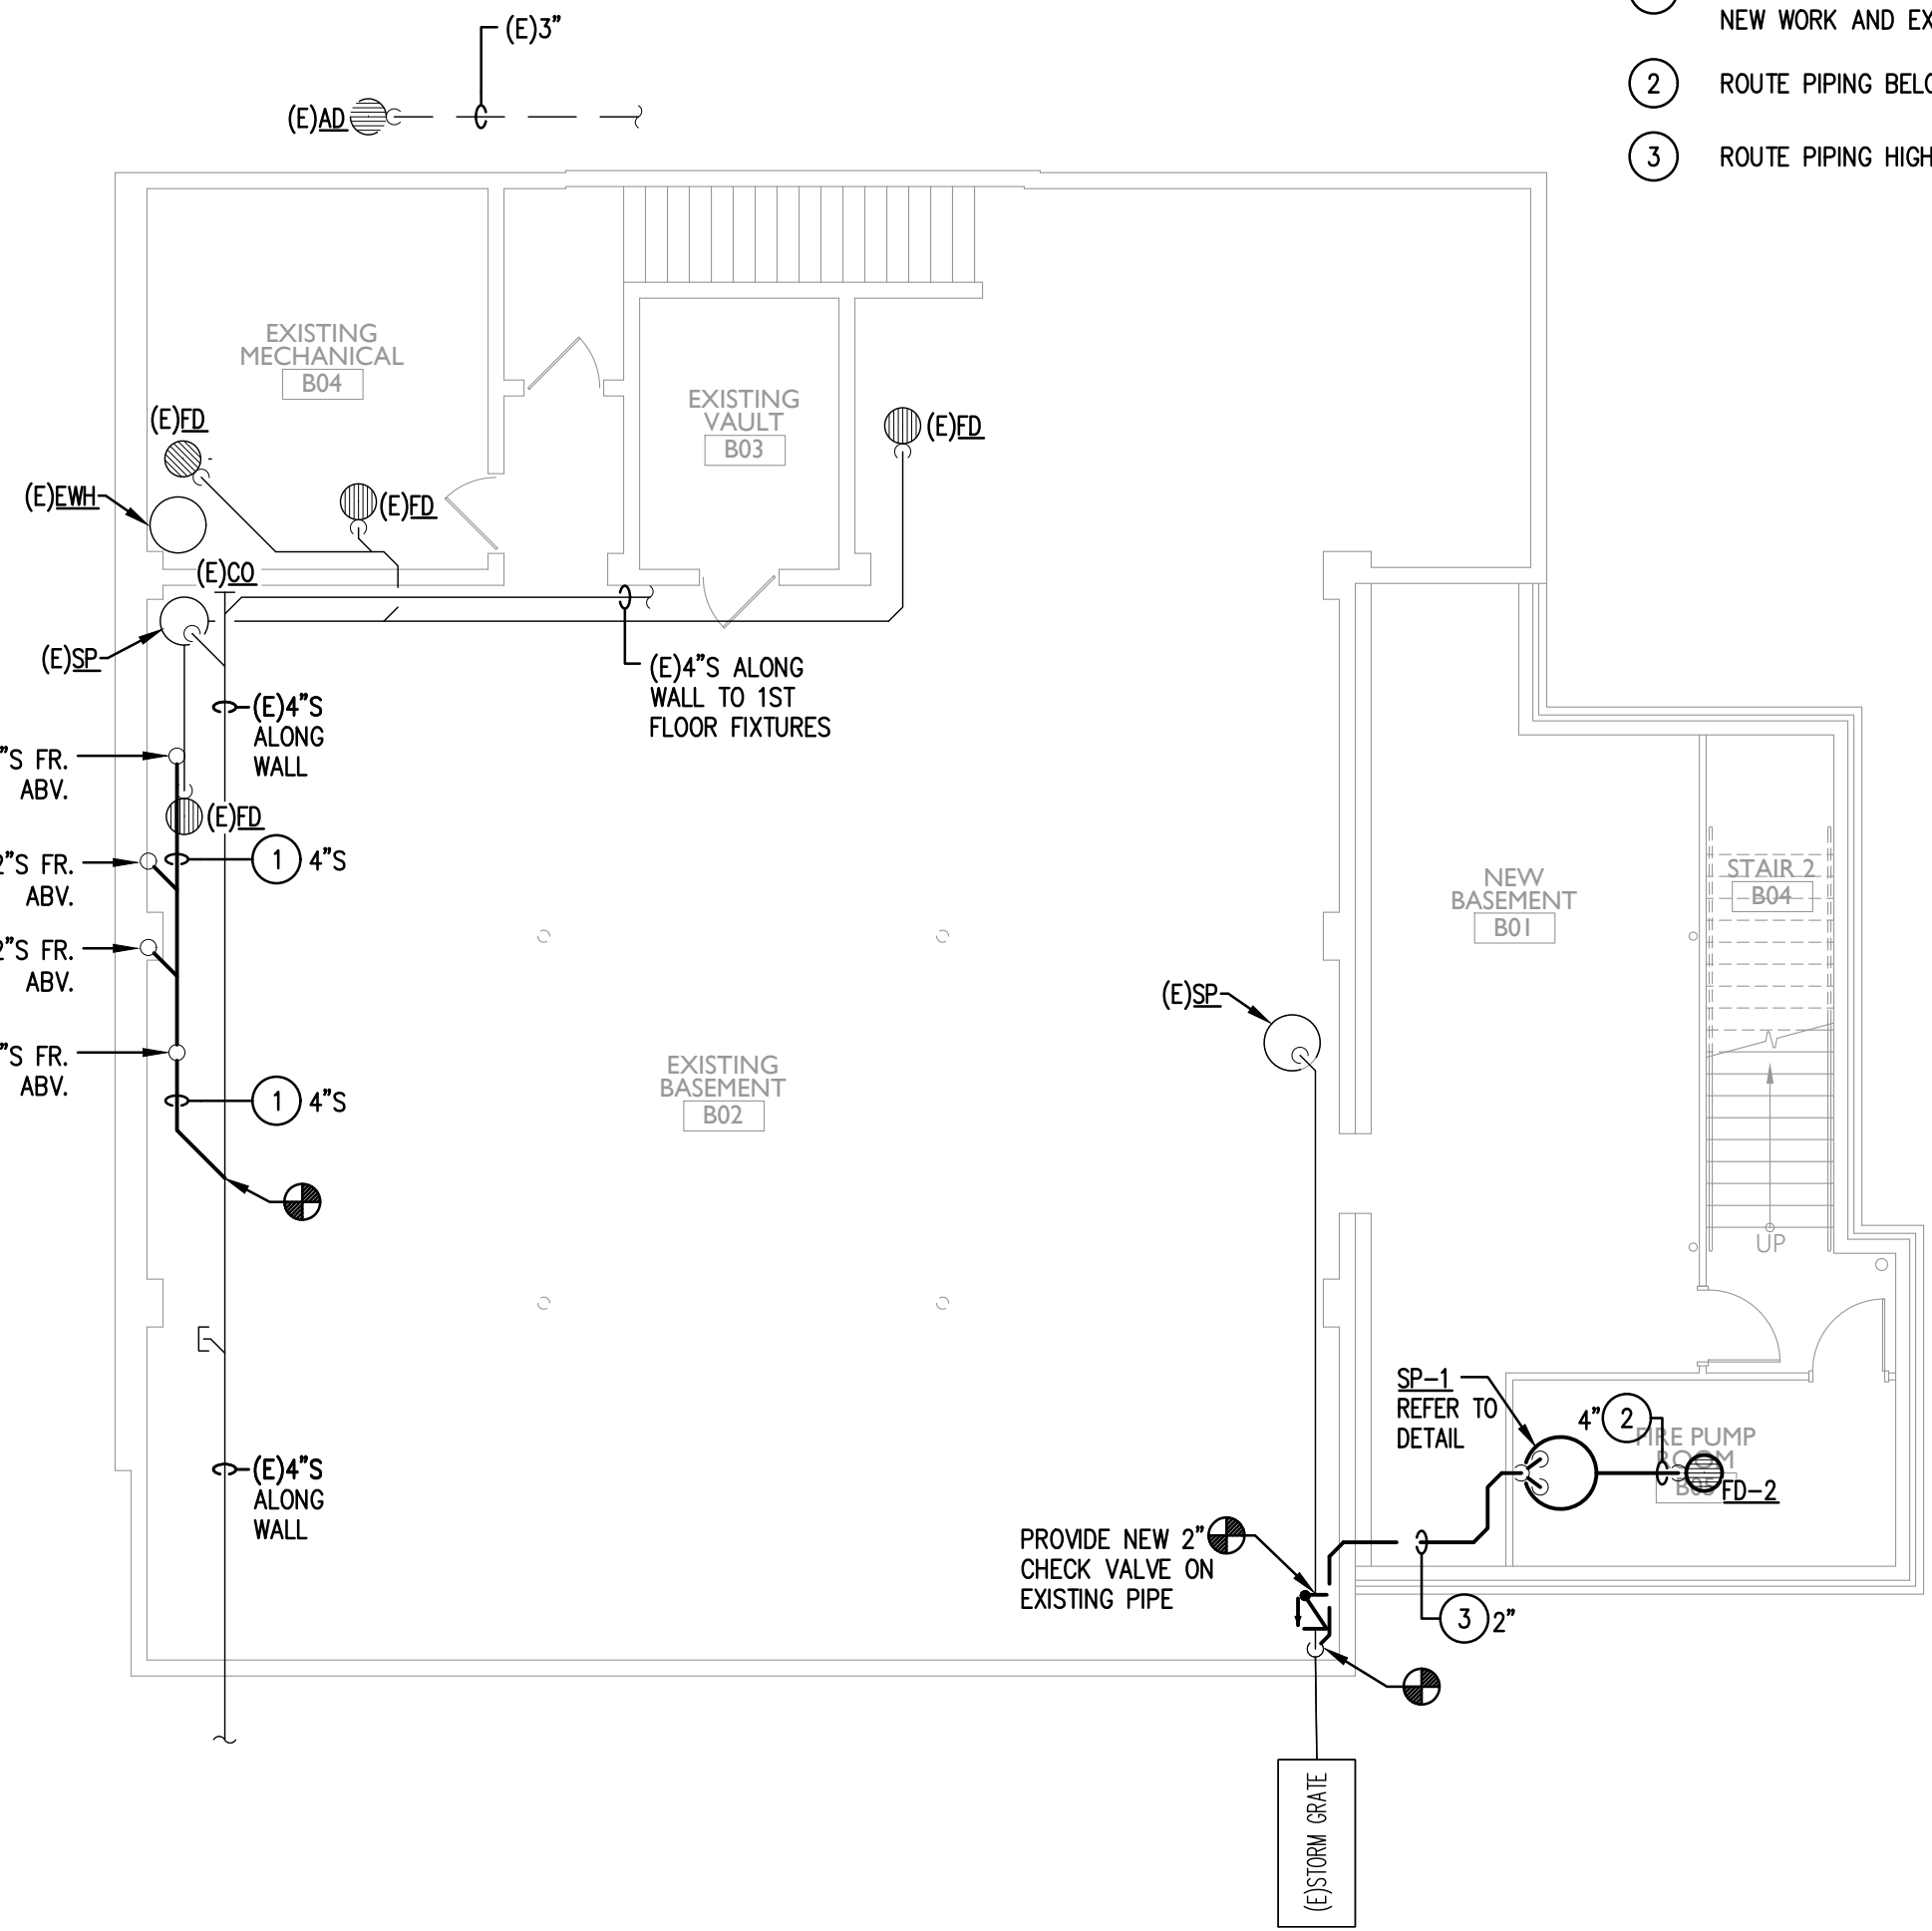 (E)3"
NEW WORK AND
2
ROUTE PIPING
3
ROUTE PIPING HIGH
(E)AD
EXISTING
MECHANICAL
B04
EXISTING
VAULT
B03
(E)FD
(E)FD
(E)EWH
(E)FD
(E)CO
(E)SP
(E)4"S ALONG
WALL TO 1ST
FLOOR FIXTURES
(E)4"S
ALONG
WALL
"S FR.
ABV.
(E)FD
1 4"S
2"S FR.
ABV.
2"S FR.
ABV.
"S FR.
ABV.
1 4"S
NEW
BASEMENT
B01
STAIR 2
B04
(E)SP
EXISTING
BASEMENT
B02
UP
SP-1
REFER TO
DETAIL
4" 2
FIRE PUMP
ROOM
B05
FD-2
(E)4"S
ALONG
WALL
PROVIDE NEW 2"
CHECK VALVE ON
EXISTING PIPE
3 2"
(E)STORM GRATE